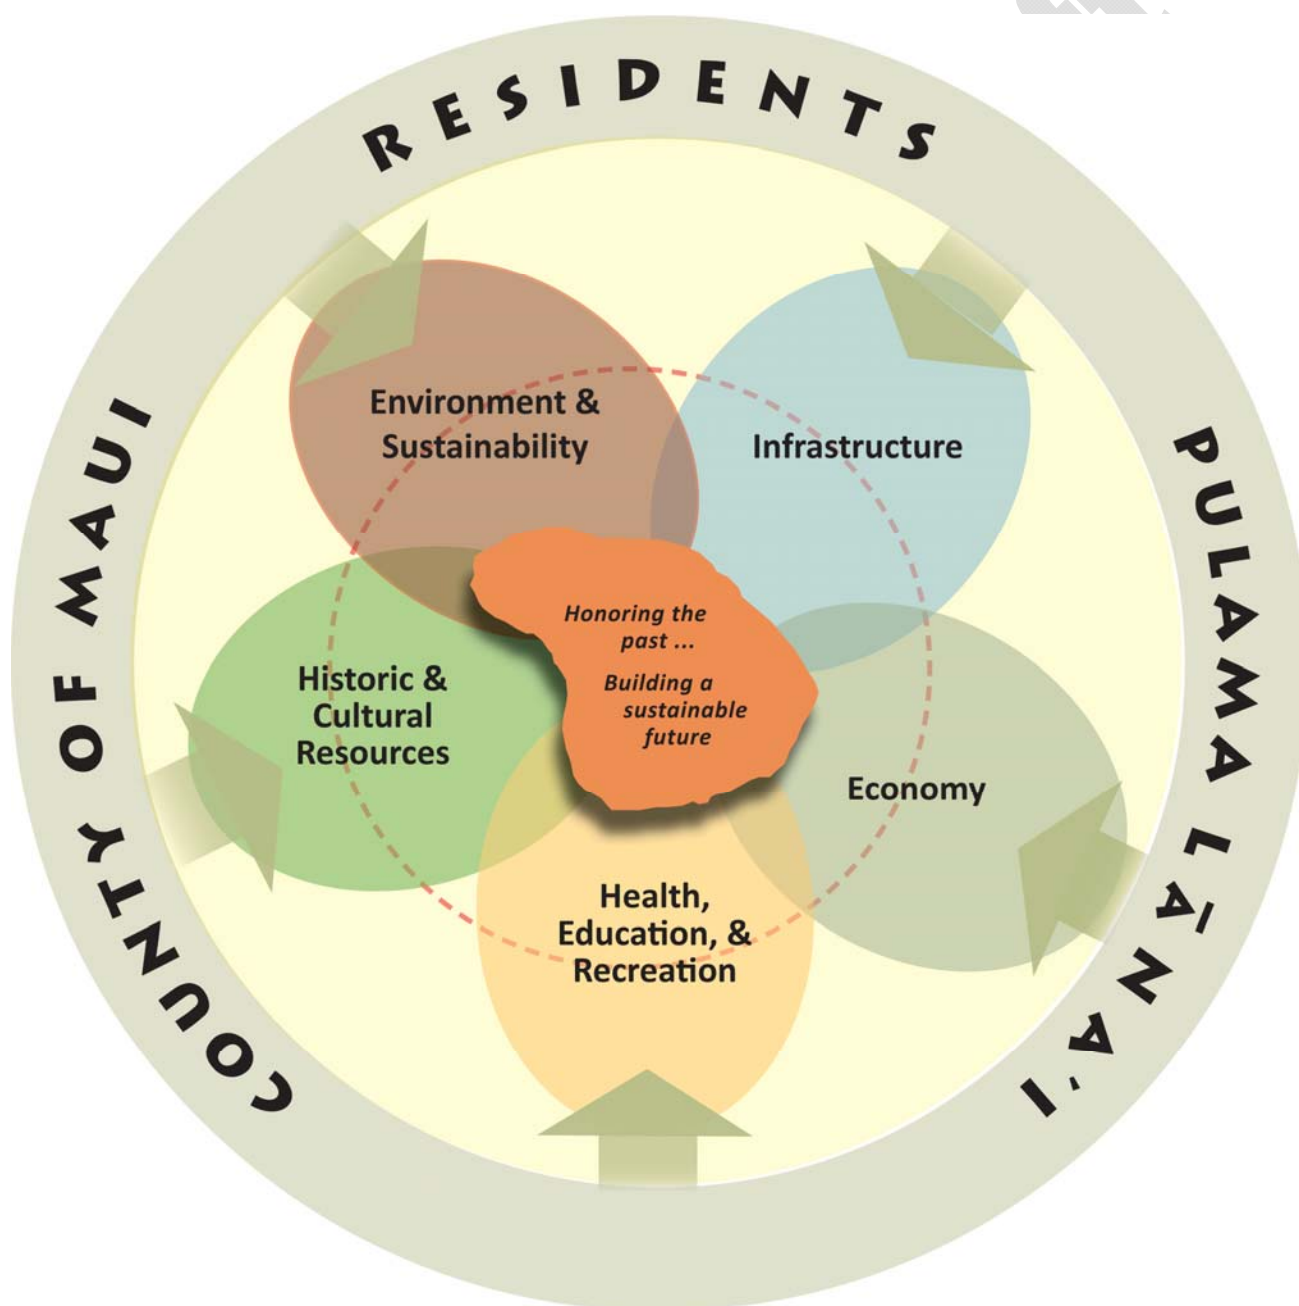 RESIDENTS
COUNTY OF MAUI
PULAMA LĀNA‘I
Environment &
Sustainability
Infrastructure
Honoring the
past ...
Building a
sustainable
future
Historic &
Cultural
Resources
Economy
Health,
Education, &
Recreation